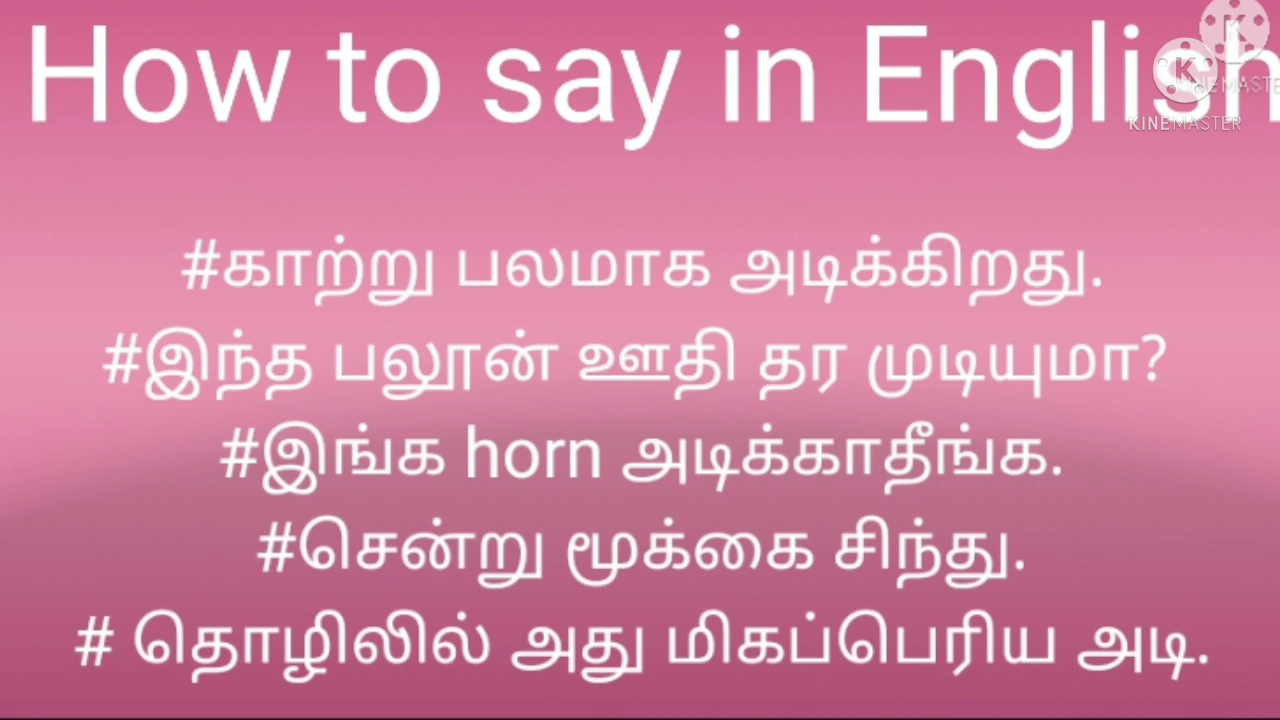 How to say in English
KINEMASTER
KINEMASTER
#காற்று பலமாக அடிக்கிறது.
#இந்த பலூன் ஊதி தர முடியுமா?
#இங்க horn அடிக்காதீங்க.
#சென்று மூக்கை சிந்து.
# தொழிலில் அது மிகப்பெரிய அடி.